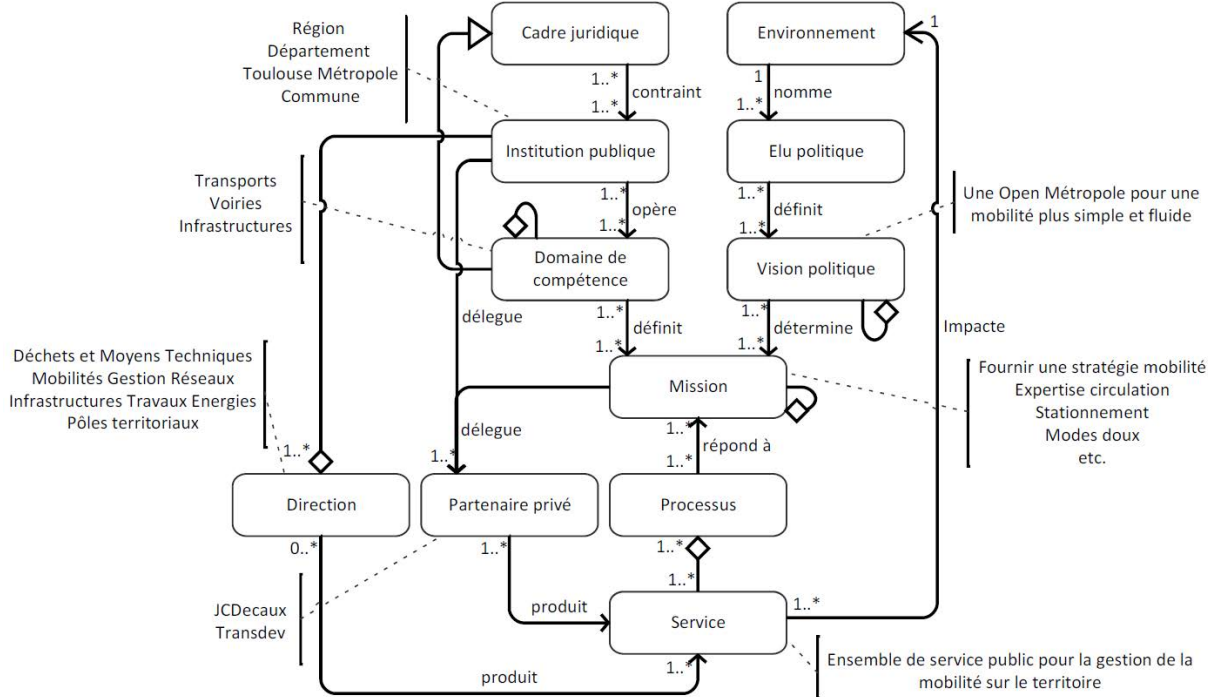 Région
Département
Toulouse Métropole
Commune
Cadre juridique
Environnement
1
1..*
contraint
1..*
1
nomme
1..*
Institution publique
Elu politique
Transports
Voiries
Infrastructures
1..*
opère
1..*
1..*
définit
1..*
Une Open Métropole pour une
mobilité plus simple et fluide
Domaine de
compétence
Vision politique
délegue
1..*
définit
1..*
1..*
détermine
1..*
Impacte
Déchets et Moyens Techniques
Mobilités Gestion Réseaux
Infrastructures Travaux Energies
Pôles territoriaux
Mission
Fournir une stratégie mobilité
Expertise circulation
Stationnement
Modes doux
etc.
1..*
délegue
1..*
1..*
répond à
1..*
Direction
Partenaire privé
Processus
0..*
1..*
1..*
1..*
JCDecaux
Transdev
produit
Service
1..*
1..*
produit
Ensemble de service public pour la gestion de la
mobilité sur le territoire